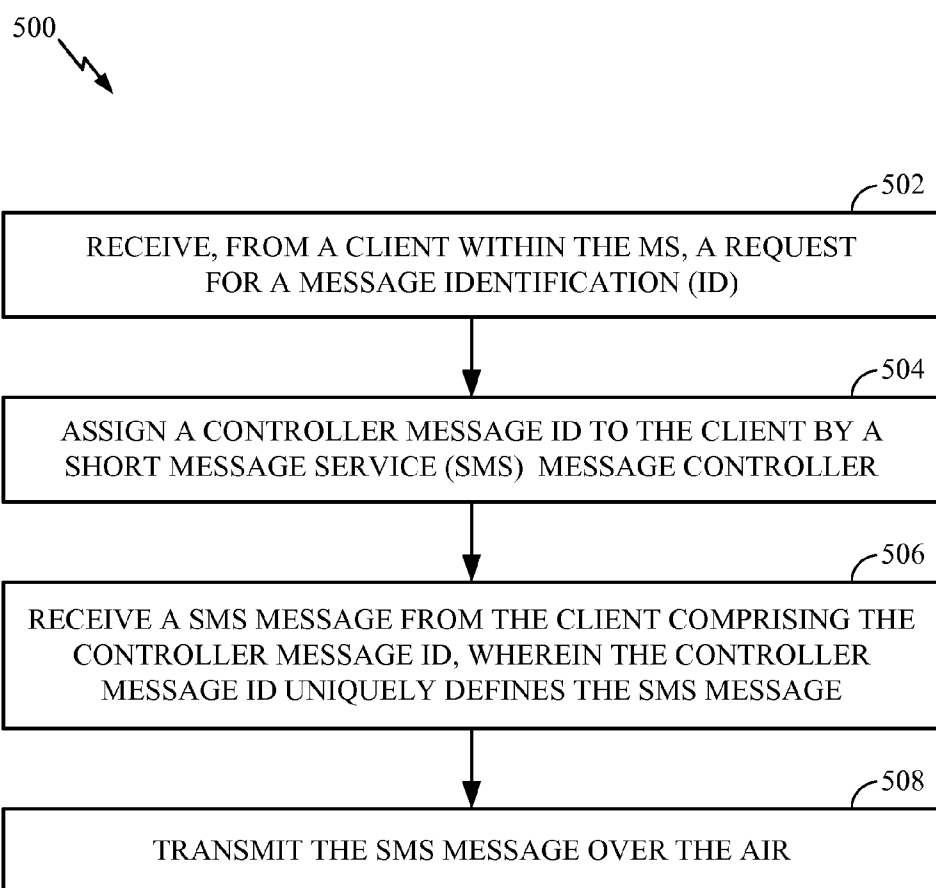 500
502
RECEIVE, FROM A CLIENT WITHIN THE MS, A REQUEST
FOR A MESSAGE IDENTIFICATION (ID)
504
ASSIGN A CONTROLLER MESSAGE ID TO THE CLIENT BY A
SHORT MESSAGE SERVICE (SMS) MESSAGE CONTROLLER
506
RECEIVE A SMS MESSAGE FROM THE CLIENT COMPRISING THE
CONTROLLER MESSAGE ID, WHEREIN THE CONTROLLER
MESSAGE ID UNIQUELY DEFINES THE SMS MESSAGE
508
TRANSMIT THE SMS MESSAGE OVER THE AIR